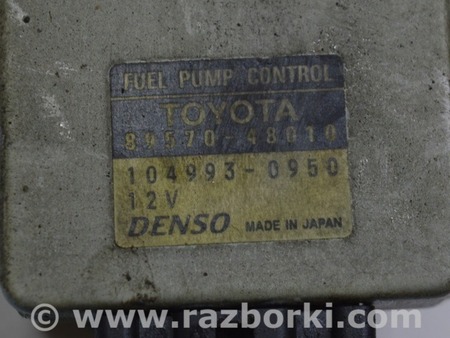 FUEL PUMP CONTROL
TOYOTA
89570-48010
104993-0950
12V
DENSO MADE IN JAPAN
© www.razborki.com